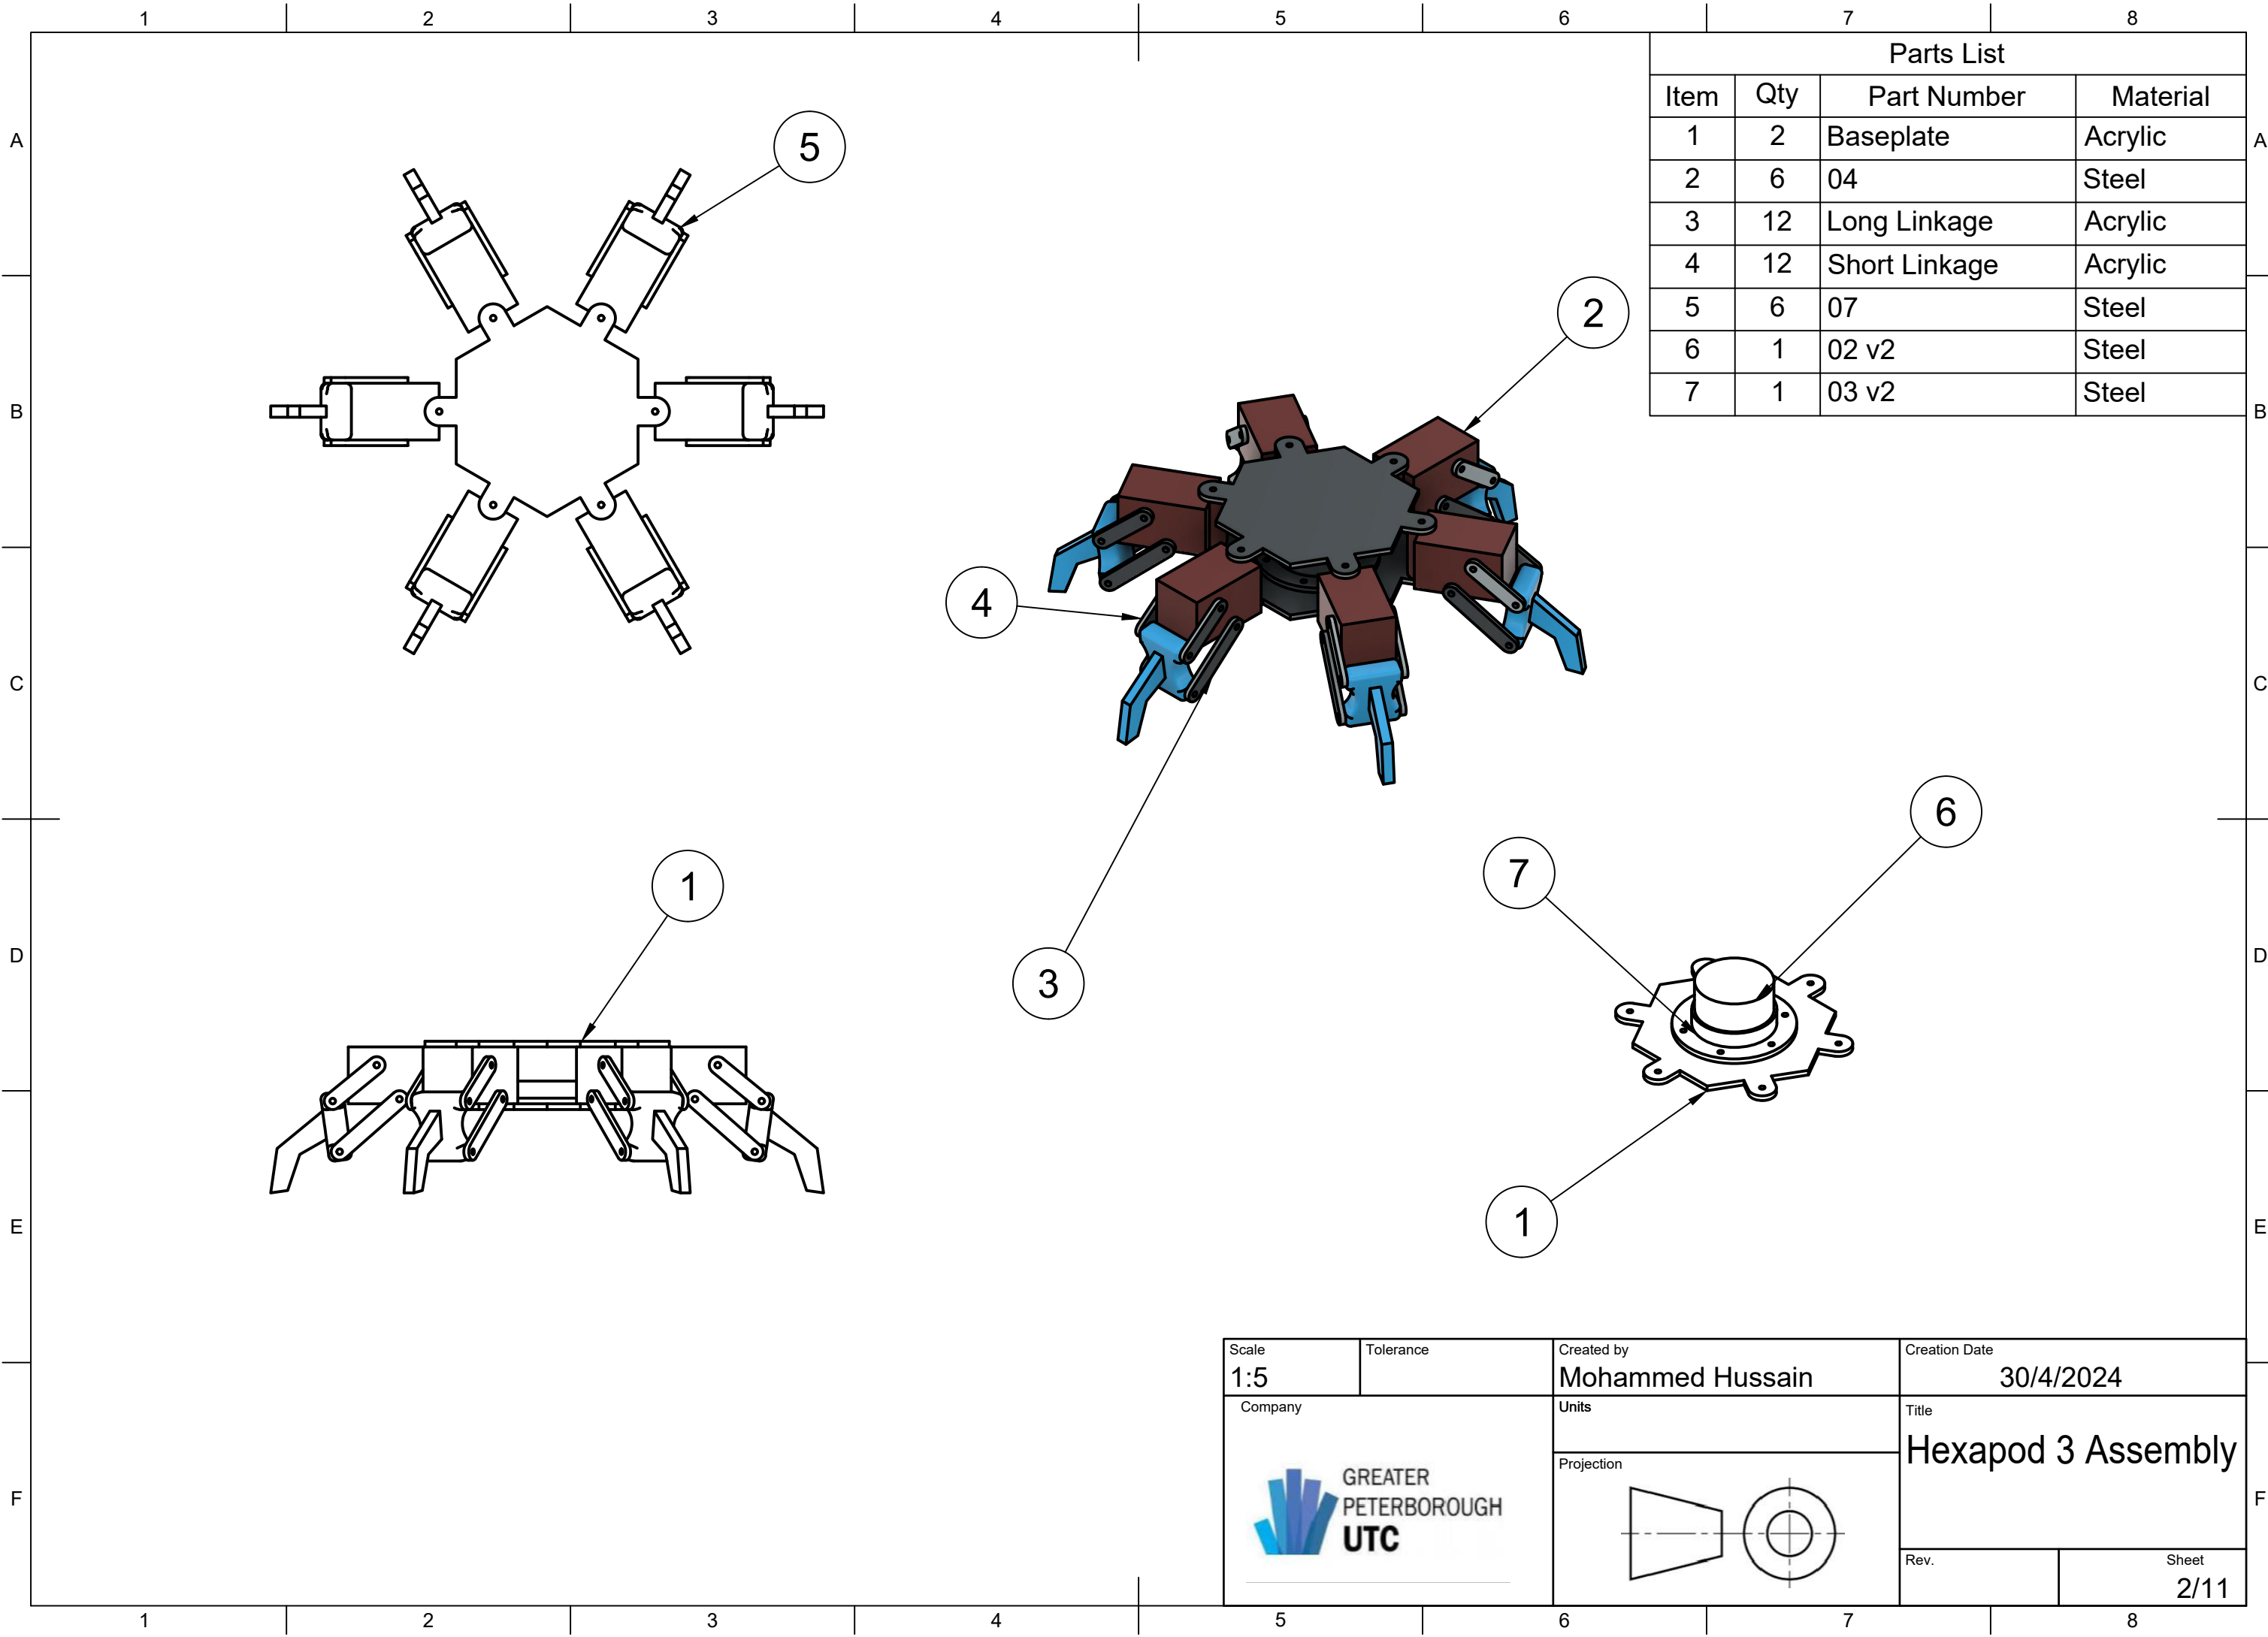 1 2 3 4 5 6 7 8
Parts List
Item Qty Part Number Material
1 2 Baseplate Acrylic
2 6 04 Steel
3 12 Long Linkage Acrylic
4 12 Short Linkage Acrylic
5 6 07 Steel
6 1 02 v2 Steel
7 1 03 v2 Steel
A A
5
2
B B
4
C C
6
7
1
D D
3
1
E E
Scale Tolerance Created by Creation Date
1:5 Mohammed Hussain 30/4/2024
Company Units Title
Hexapod 3 Assembly
Projection
GREATER
PETERBOROUGH
UTC
F F
Rev. Sheet
2/11
1 2 3 4 5 6 7 8